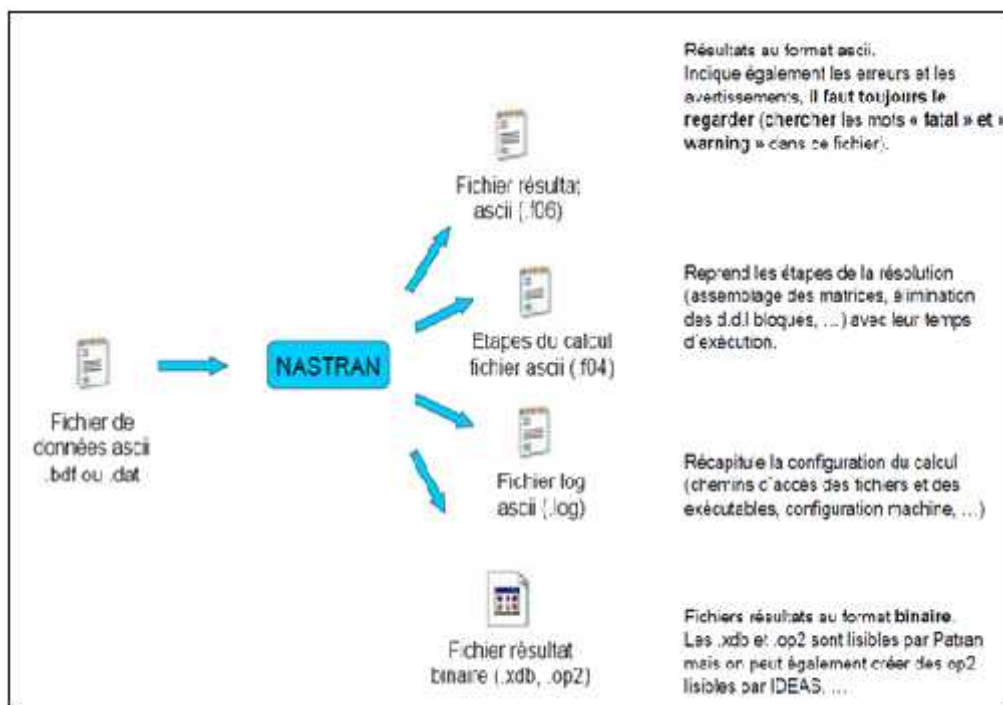 Résultats au format ascii.
Indique également les erreurs et les
avertissements, il faut toujours le
regarder (chercher les mots « fatal » et «
warning » dans ce fichier).
Fichier résultat
ascii (.f06)
Reprend les étapes de la résolution
(assemblage des matrices, élimination
des d.d.l bloques, …) avec leur temps
d'exécution.
Etapes du calcul
fichier ascii (.f04)
NASTRAN
Fichier de
données ascii
.bdf ou .dat
Fichier log
ascii (.log)
Récapitule la configuration du calcul
(chemins d'accès des fichiers et des
exécutables, configuration machine, …)
Fichier résultat
binaire (.xdb, .op2)
Fichiers résultats au format binaire.
Les .xdb et .op2 sont lisibles par Patran
mais on peut également créer des op2
lisibles par IDEAS, …